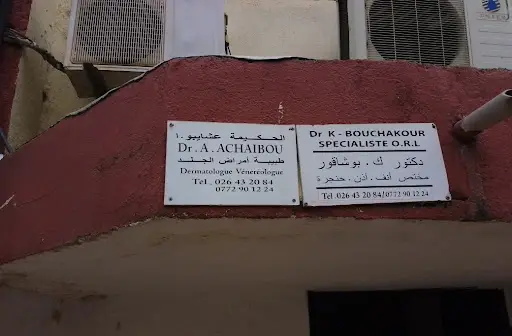 الحكيمة عشايبو.ا
Dr.A.ACHAIBOU
طبيبة أمراض الجلد
Dermatologue Vénereologue
Tel . 026 43 20 84
0772 90 12 24
Dr K - BOUCHAKOUR
SPECIALISTE O.R.L
دكتور ك. بوشاقور
مختص أنف. أذن. حنجرة
Tel :026 43 20 84/0772 90 12 24